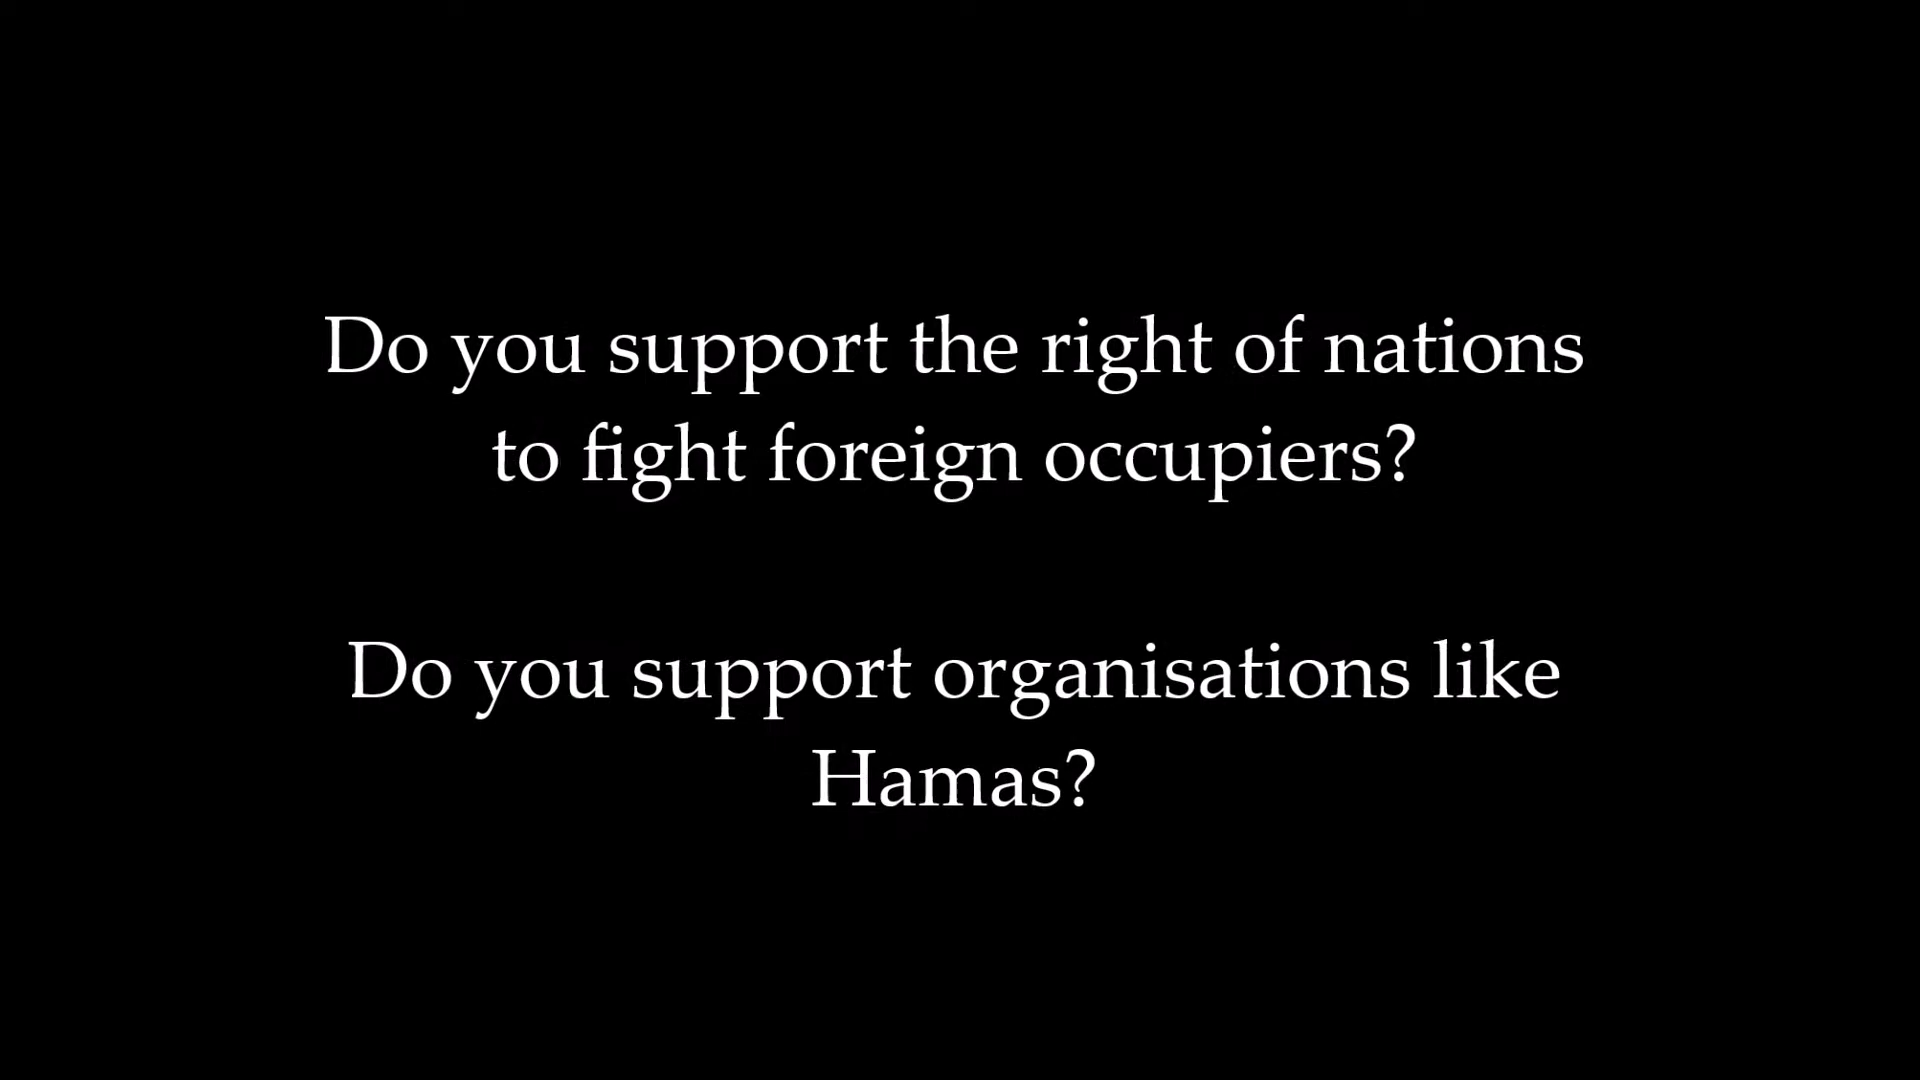 Do you support the right of nations
to fight foreign occupiers?
Do you support organisations like
Hamas?